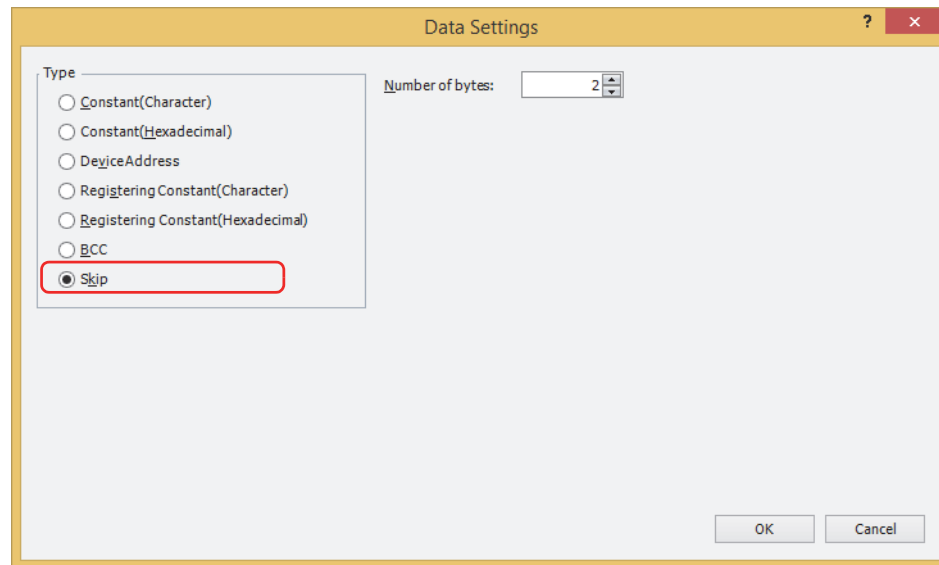 Data Settings
?
×
Type
Constant(Character)
Constant(Hexadecimal)
DeviceAddress
Registering Constant(Character)
Registering Constant(Hexadecimal)
BCC
Skip
Number of bytes: 2
OK Cancel